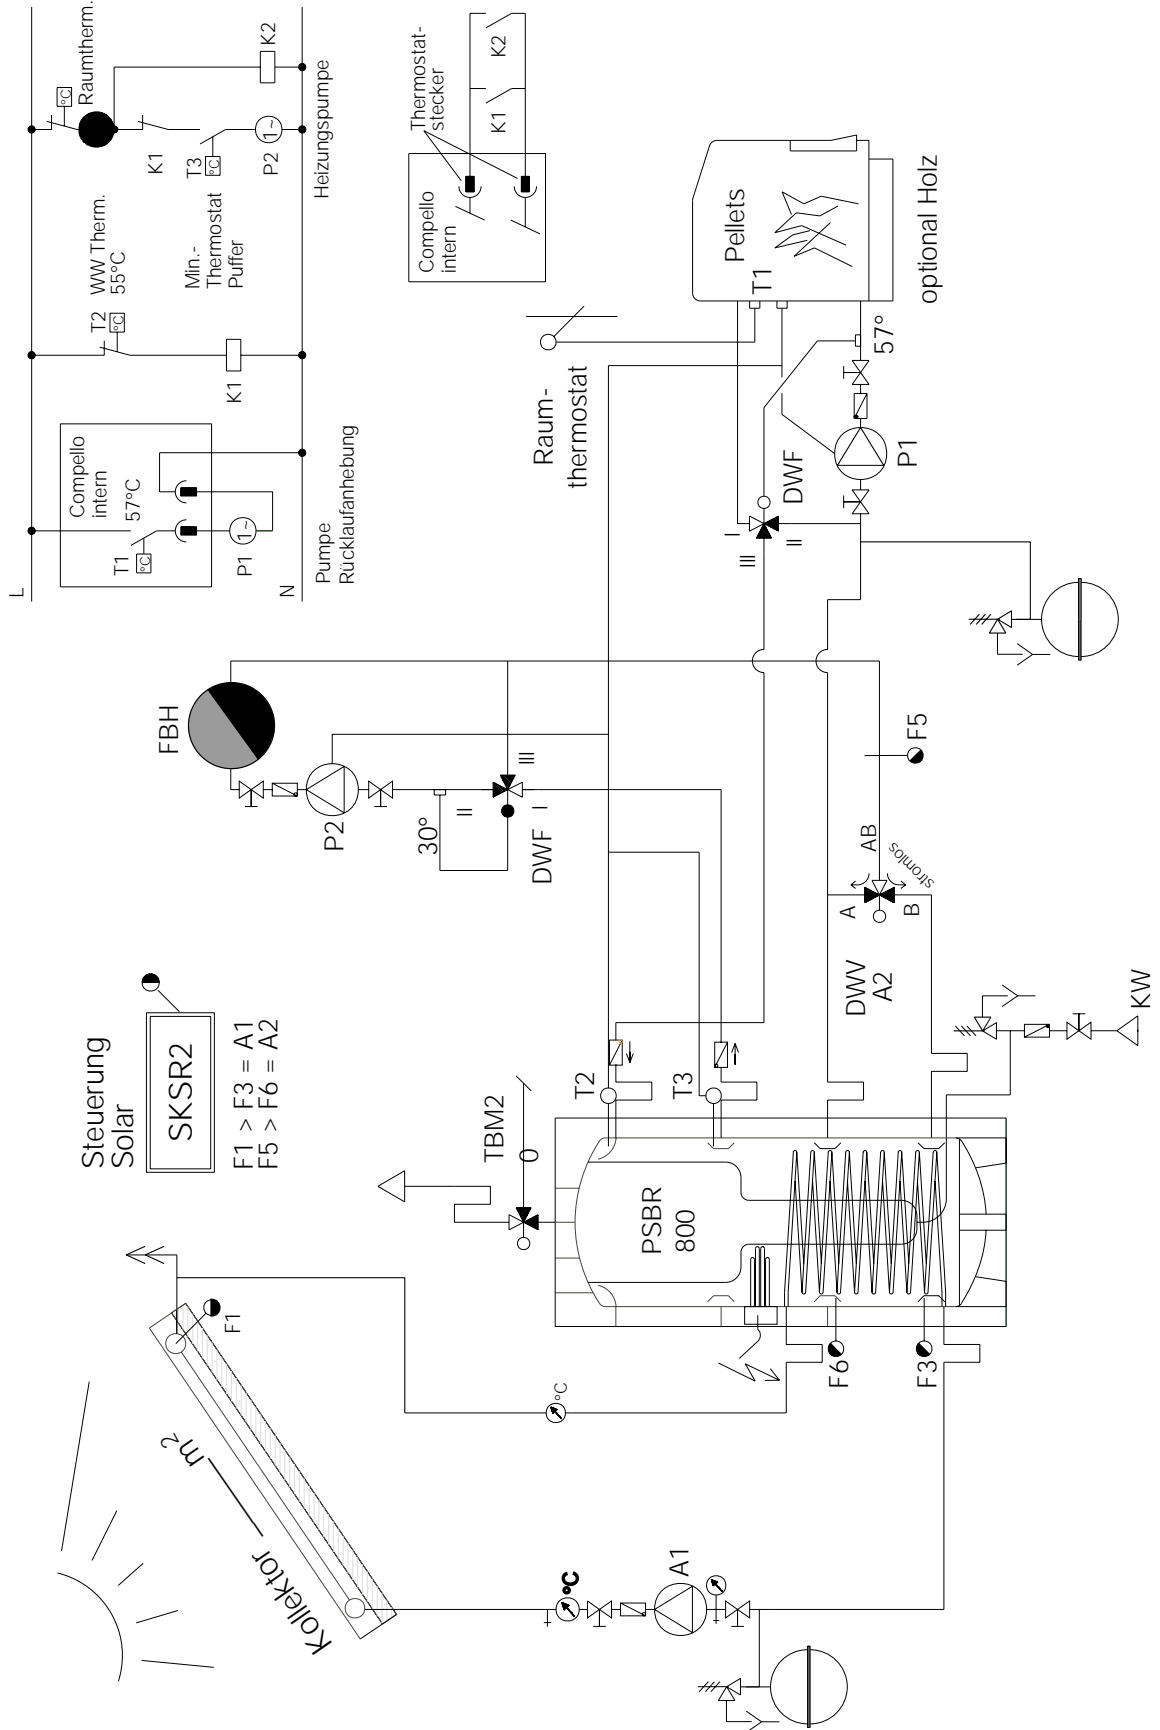 Kollektor
m²
F1
Steuerung
Solar
SKSR2
F1 > F3 = A1
F5 > F6 = A2
FBH
P2
30°
DWF
I
II
III
TBM2
0
T2
T3
PSBR
800
°C
°C
A1
F6
F3
KW
DWV
A2
A
B
AB
stromlos
F5
Raum-
thermostat
DWF
I
II
III
P1
57°
T1
Pellets
optional Holz
L
N
Compello
intern
57°C
T1
°C
P1
1~
Pumpe
Rücklaufanhebung
T2
WW Therm.
55°C
°C
K1
Raumtherm.
°C
K1
T3
°C
Min.-
Thermostat
Puffer
P2
1~
K2
Heizungspumpe
Compello
intern
Thermostat-
stecker
K1
K2